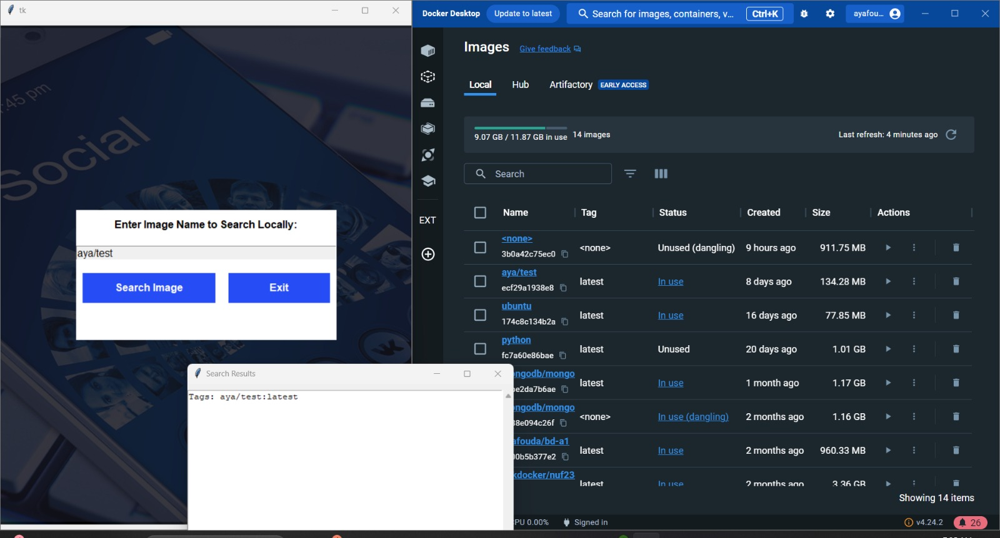 tk
:45 pm
Social
Enter Image Name to Search Locally:
aya/test
Search Image
Exit
Search Results
Tags: aya/test:latest
Docker Desktop
Update to latest
Search for images, containers, v...
Ctrl+K
ayafou...
Images
Give feedback
Local
Hub
Artifactory
EARLY ACCESS
9.07 GB / 11.87 GB in use
14 images
Last refresh: 4 minutes ago
Search
EXT
Name Tag Status Created Size Actions
<none>
3b0a42c75ec0
<none> Unused (dangling) 9 hours ago 911.75 MB
aya/test
ecf29a1938e8
latest In use 8 days ago 134.28 MB
ubuntu
174c8c134b2a
latest In use 16 days ago 77.85 MB
python
fc7a60e86bae
latest Unused 20 days ago 1.01 GB
ongodb/mongo
e2da7b6ae
latest In use 1 month ago 1.17 GB
ongodb/mongo
8e094c26f
<none> In use (dangling) 2 months ago 1.16 GB
afouda/bd-a1
0b5b377e2
latest In use 2 months ago 960.33 MB
kdocker/nuf23
latest In use 2 months ago 3.36 GB
Showing 14 items
PU 0.00%
Signed in
v4.24.2
26